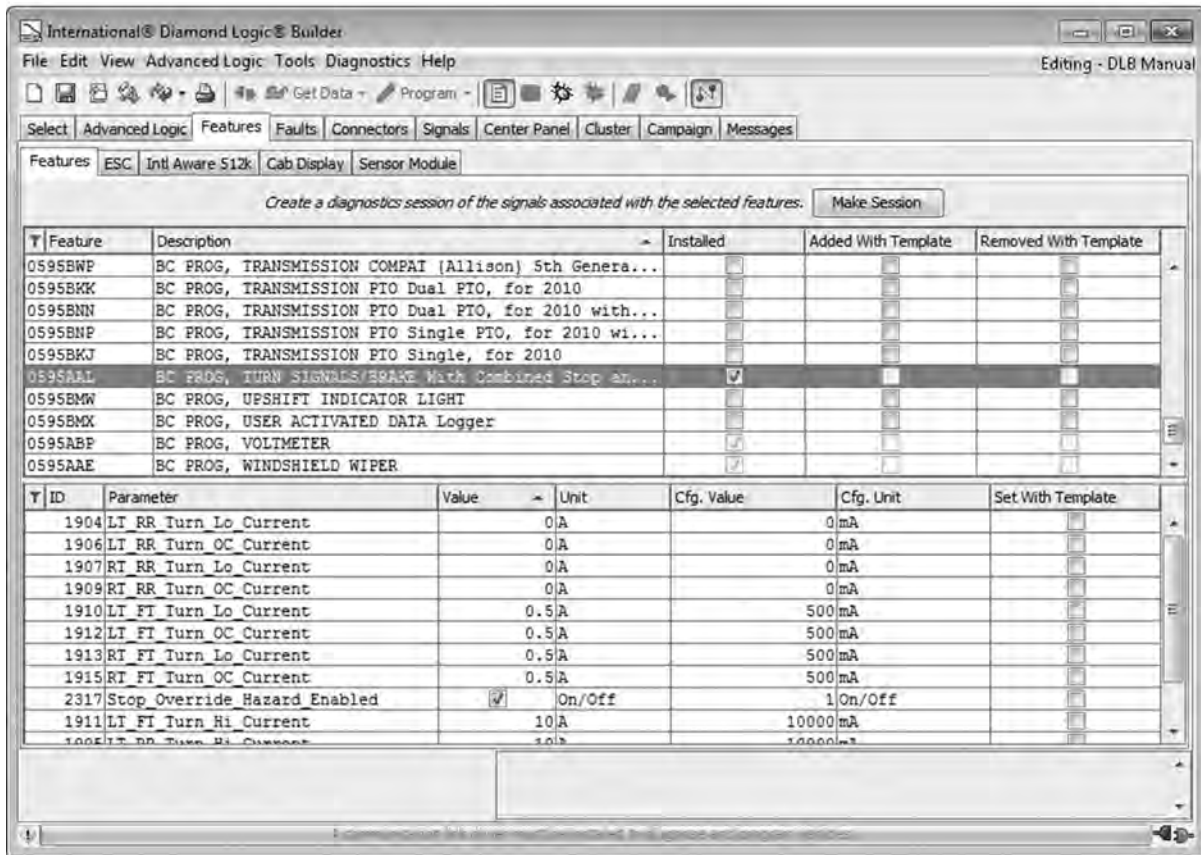 International® Diamond Logic® Builder
File Edit View Advanced Logic Tools Diagnostics Help Editing - DLB Manual
Get Data Program
Select Advanced Logic Features Faults Connectors Signals Center Panel Cluster Campaign Messages
Features ESC Intl Aware 512k Cab Display Sensor Module
Create a diagnostics session of the signals associated with the selected features. Make Session
Feature Description Installed Added With Template Removed With Template
0595BWP BC PROG, TRANSMISSION COMPAT {Allison} 5th Genera...
0595BKK BC PROG, TRANSMISSION PTO Dual PTO, for 2010
0595BNN BC PROG, TRANSMISSION PTO Dual PTO, for 2010 with...
0595BNP BC PROG, TRANSMISSION PTO Single PTO, for 2010 wi...
0595BKJ BC PROG, TRANSMISSION PTO Single, for 2010
0595AAL BC PROG, TURN SIGNALS/BRAKE With Combined Stop an...
0595BMW BC PROG, UPSHIFT INDICATOR LIGHT
0595BMX BC PROG, USER ACTIVATED DATA Logger
0595ABP BC PROG, VOLTMETER
0595AAE BC PROG, WINDSHIELD WIPER
ID Parameter Value Unit Cfg. Value Cfg. Unit Set With Template
1904 LT_RR_Turn_Lo_Current 0 A 0 mA
1906 LT_RR_Turn_OC_Current 0 A 0 mA
1907 RT_RR_Turn_Lo_Current 0 A 0 mA
1909 RT_RR_Turn_OC_Current 0 A 0 mA
1910 LT_FT_Turn_Lo_Current 0.5 A 500 mA
1912 LT_FT_Turn_OC_Current 0.5 A 500 mA
1913 RT_FT_Turn_Lo_Current 0.5 A 500 mA
1915 RT_FT_Turn_OC_Current 0.5 A 500 mA
2317 Stop_Override_Hazard_Enabled On/Off 1 On/Off
1911 LT_FT_Turn_Hi_Current 10 A 10000 mA